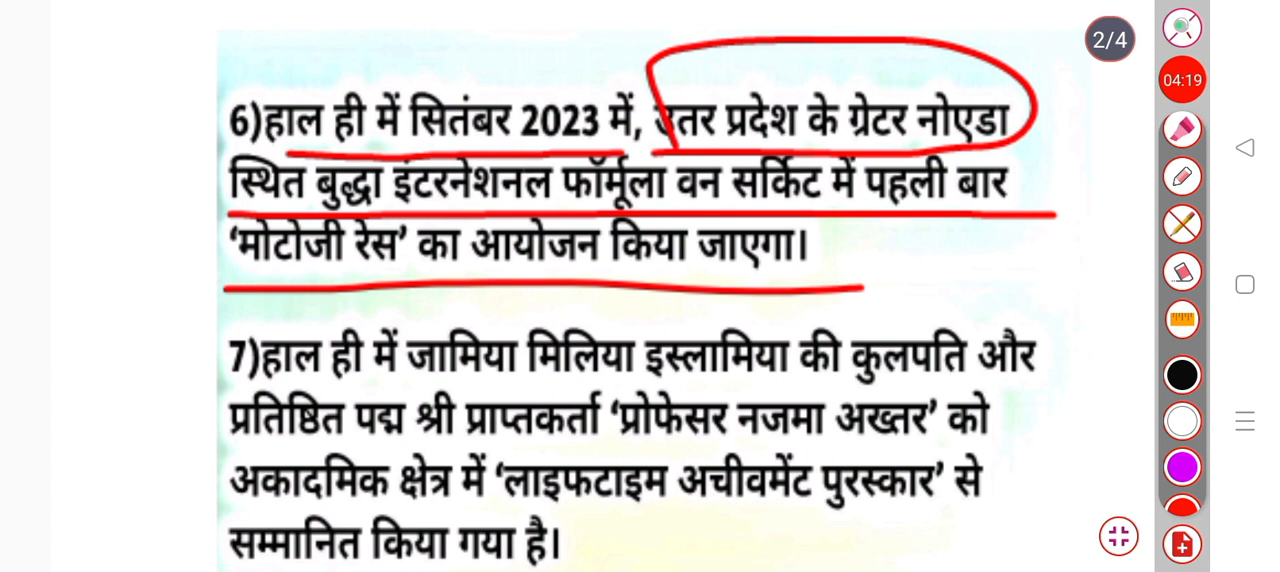 2/4
04:19
6)हाल ही में सितंबर 2023 में, उतर प्रदेश के ग्रेटर नोएडा
स्थित बुद्धा इंटरनेशनल फॉर्मूला वन सर्किट में पहली बार
‘मोटोजी रेस’ का आयोजन किया जाएगा।
7)हाल ही में जामिया मिलिया इस्लामिया की कुलपति और
प्रतिष्ठित पद्म श्री प्राप्तकर्ता ‘प्रोफेसर नजमा अख्तर’ को
अकादमिक क्षेत्र में ‘लाइफटाइम अचीवमेंट पुरस्कार’ से
सम्मानित किया गया है।